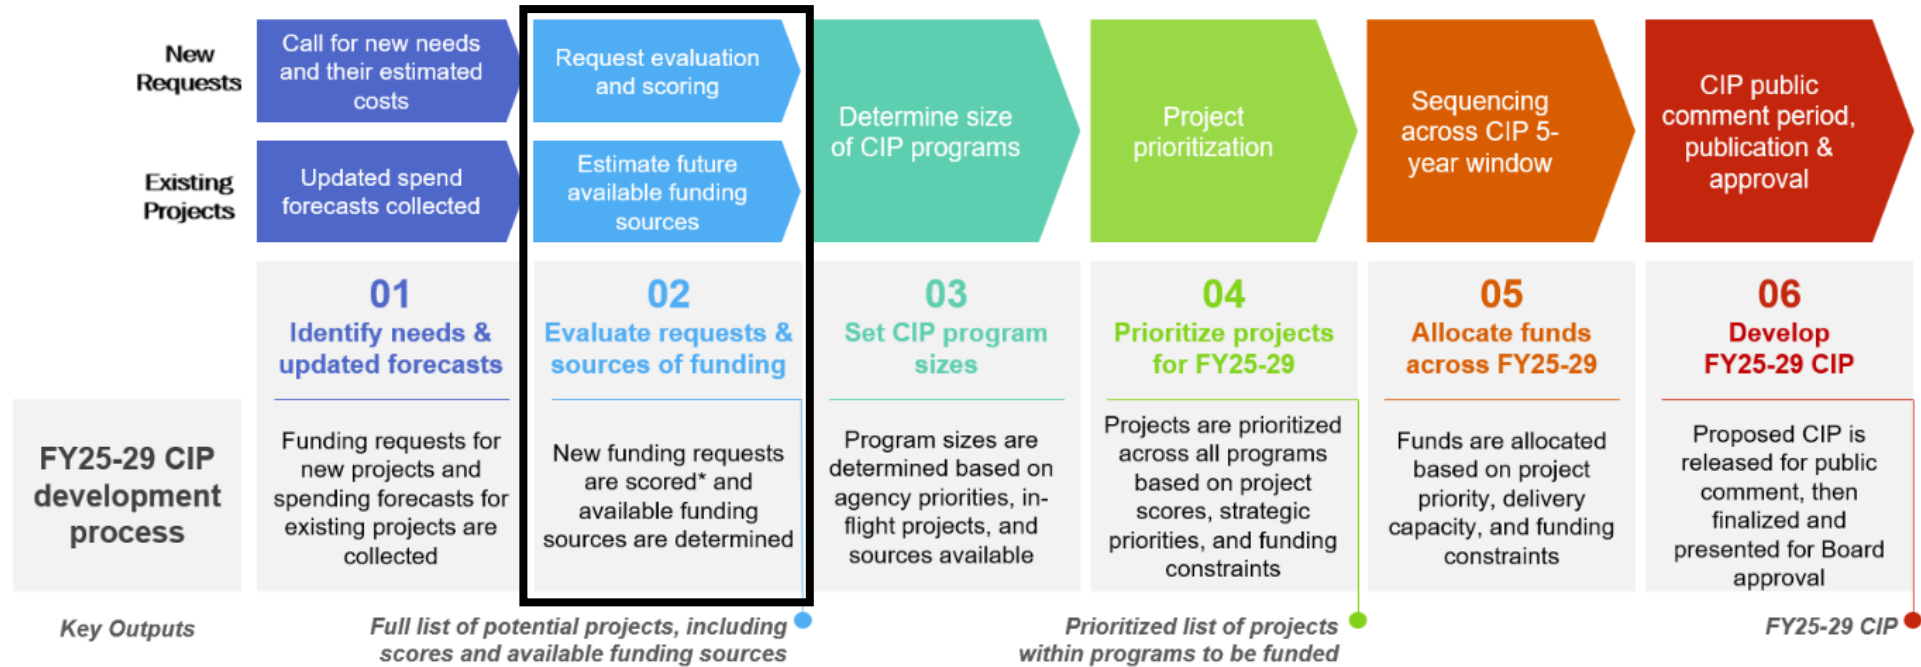 New
Requests
Call for new needs
and their estimated
costs
Request evaluation
and scoring
Existing
Projects
Updated spend
forecasts collected
Estimate future
available funding
sources
Determine size
of CIP programs
Project
prioritization
Sequencing
across CIP 5-
year window
CIP public
comment period,
publication &
approval
01
Identify needs &
updated forecasts
02
Evaluate requests &
sources of funding
03
Set CIP program
sizes
04
Prioritize projects
for FY25-29
05
Allocate funds
across FY25-29
06
Develop
FY25-29 CIP
FY25-29 CIP
development
process
Funding requests for
new projects and
spending forecasts for
existing projects are
collected
New funding requests
are scored* and
available funding
sources are determined
Program sizes are
determined based on
agency priorities, in-
flight projects, and
sources available
Projects are prioritized
across all programs
based on project
scores, strategic
priorities, and funding
constraints
Funds are allocated
based on project
priority, delivery
capacity, and funding
constraints
Proposed CIP is
released for public
comment, then
finalized and
presented for Board
approval
Key Outputs
Full list of potential projects, including
scores and available funding sources
Prioritized list of projects
within programs to be funded
FY25-29 CIP